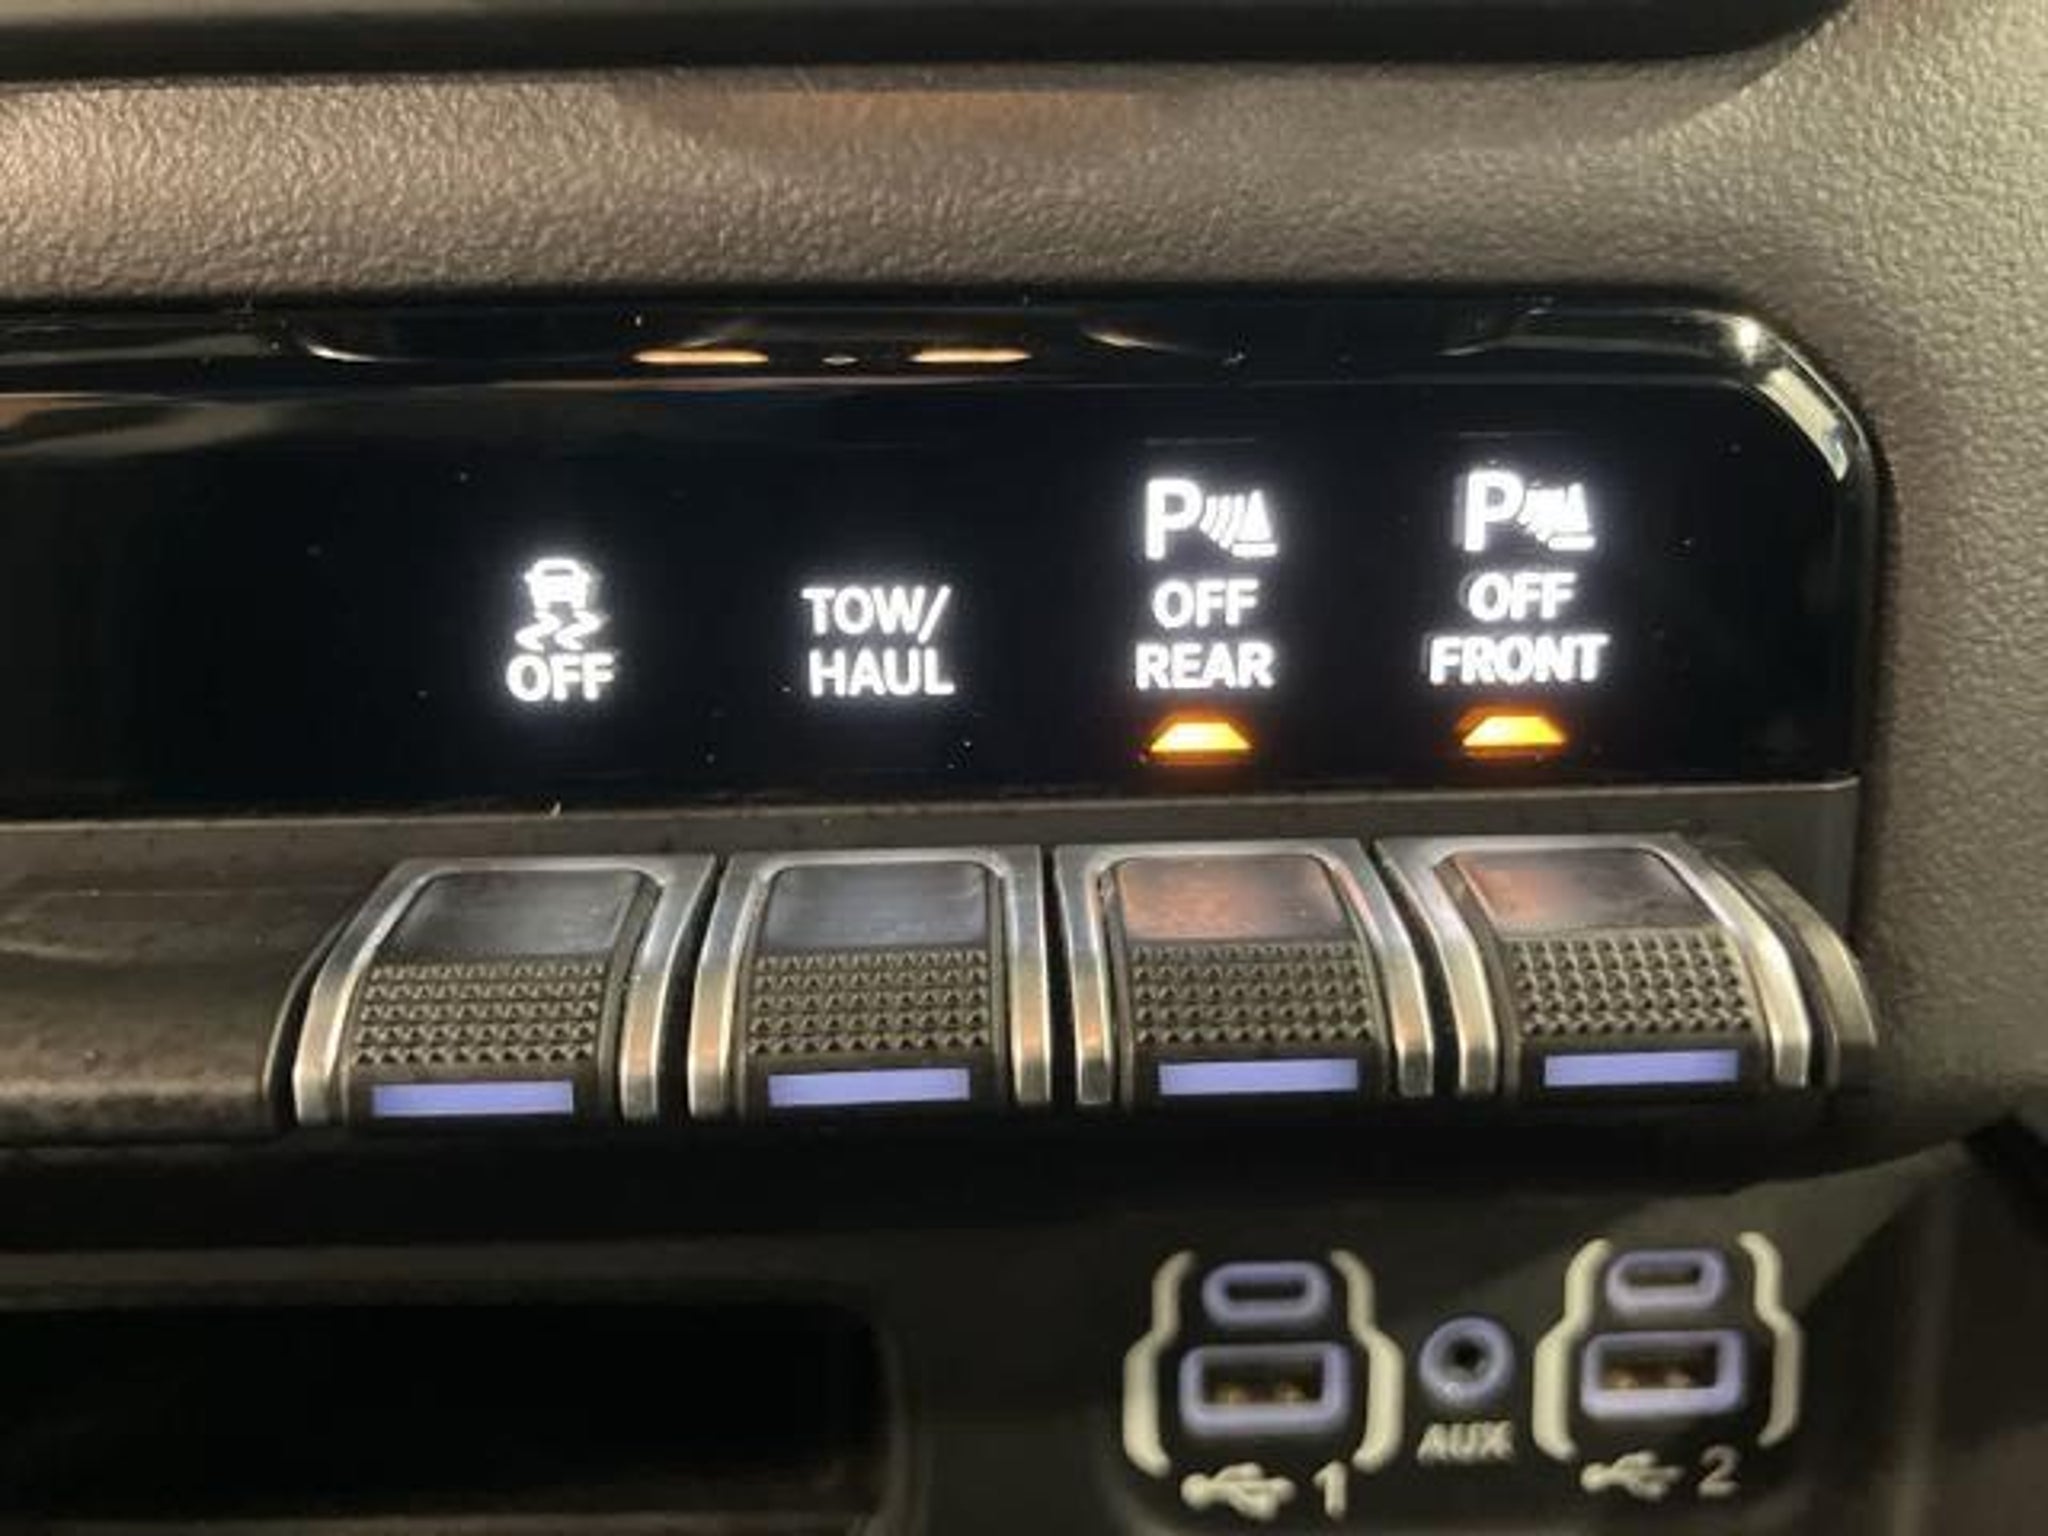 OFF
TOW/
HAUL
P
OFF
REAR
P
OFF
FRONT
AUX
1
2